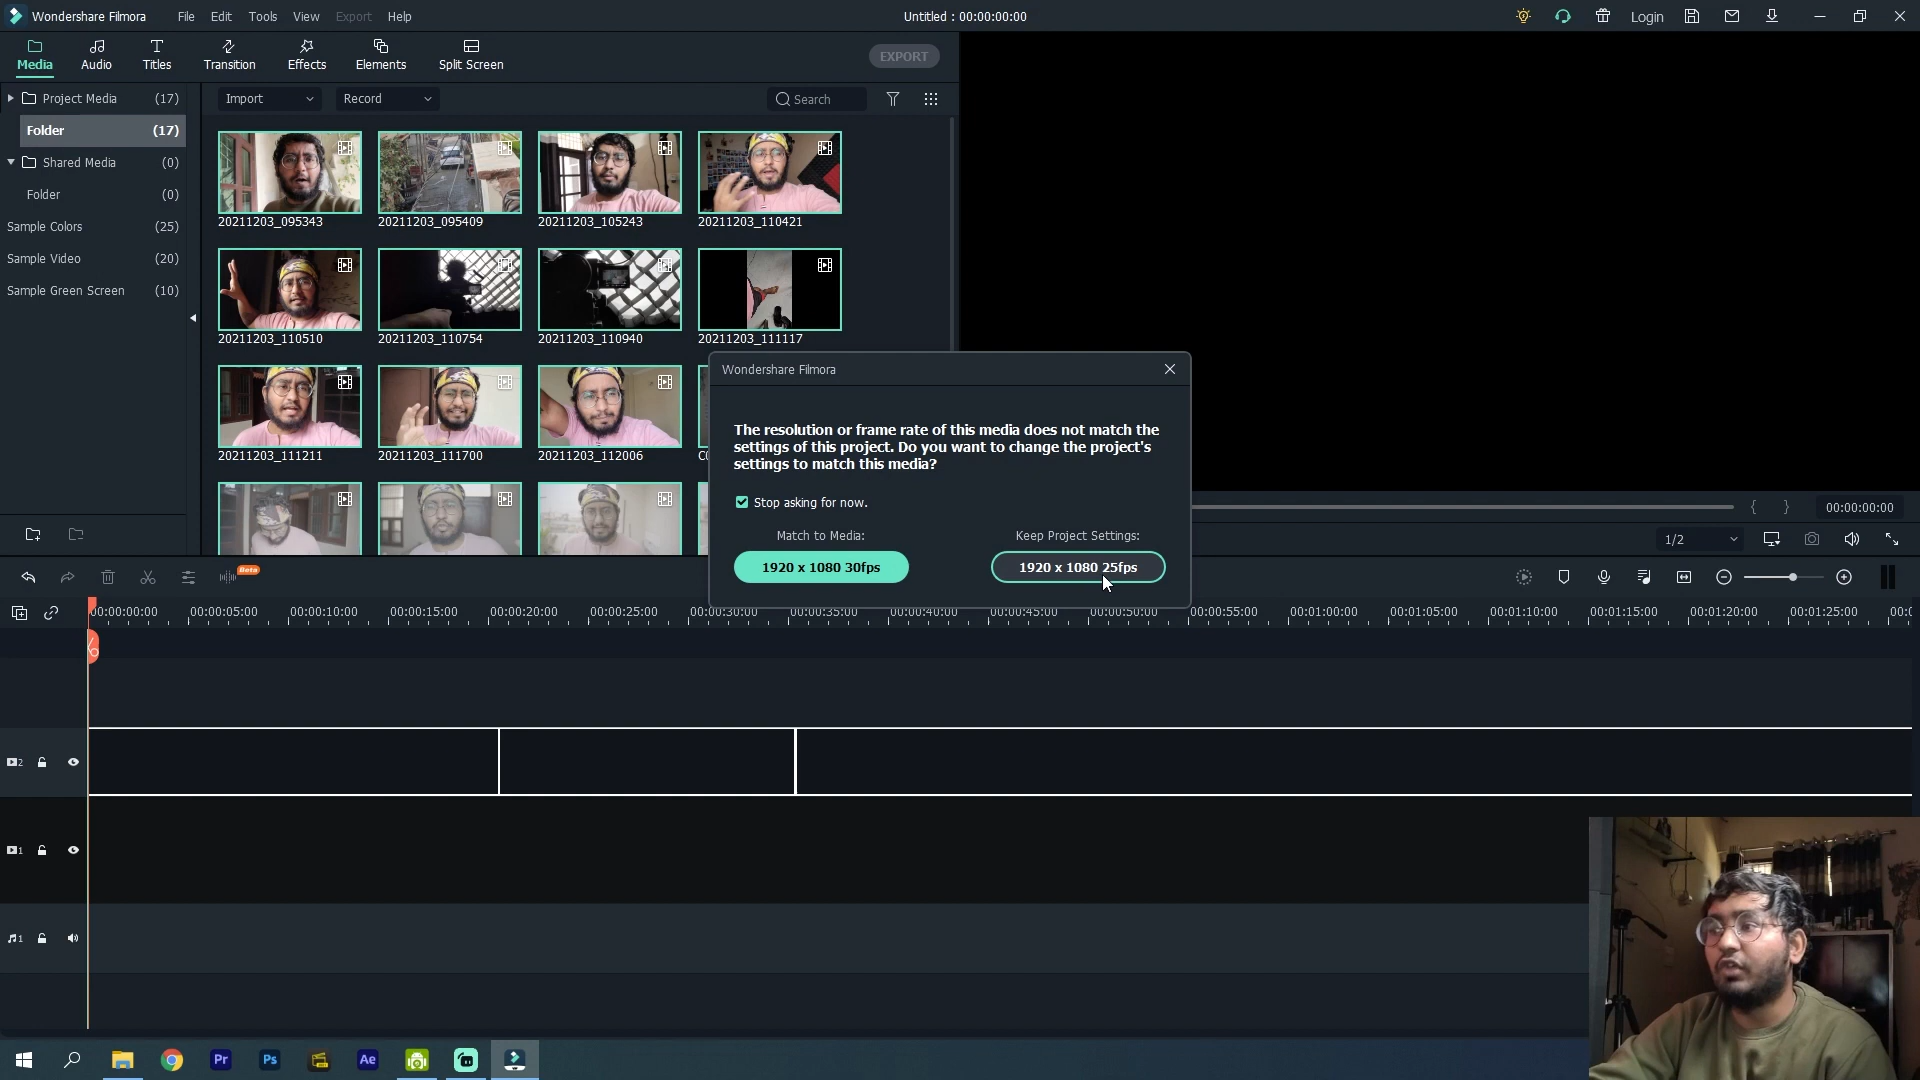 Wondershare Filmora File Edit Tools View Export Help Untitled : 00:00:00:00 Login
Media Audio Titles Transition Effects Elements Split Screen EXPORT
Project Media (17) Import Record Search
Folder (17)
Shared Media (0)
Folder (0)
Sample Colors (25)
Sample Video (20)
Sample Green Screen (10)
20211203_095343 20211203_095409 20211203_105243 20211203_110421
20211203_110510 20211203_110754 20211203_110940 20211203_111117
20211203_111211 20211203_111700 20211203_112006
Wondershare Filmora
The resolution or frame rate of this media does not match the
settings of this project. Do you want to change the project's
settings to match this media?
Stop asking for now.
Match to Media: Keep Project Settings:
1920 x 1080 30fps 1920 x 1080 25fps
00:00:00:00
1/2
Beta
00:00:00:00 00:00:05:00 00:00:10:00 00:00:15:00 00:00:20:00 00:00:25:00 00:00:30:00 00:00:35:00 00:00:40:00 00:00:45:00 00:00:50:00 00:00:55:00 00:01:00:00 00:01:05:00 00:01:10:00 00:01:15:00 00:01:20:00 00:01:25:00
2
1
1
Pr Ps Ae